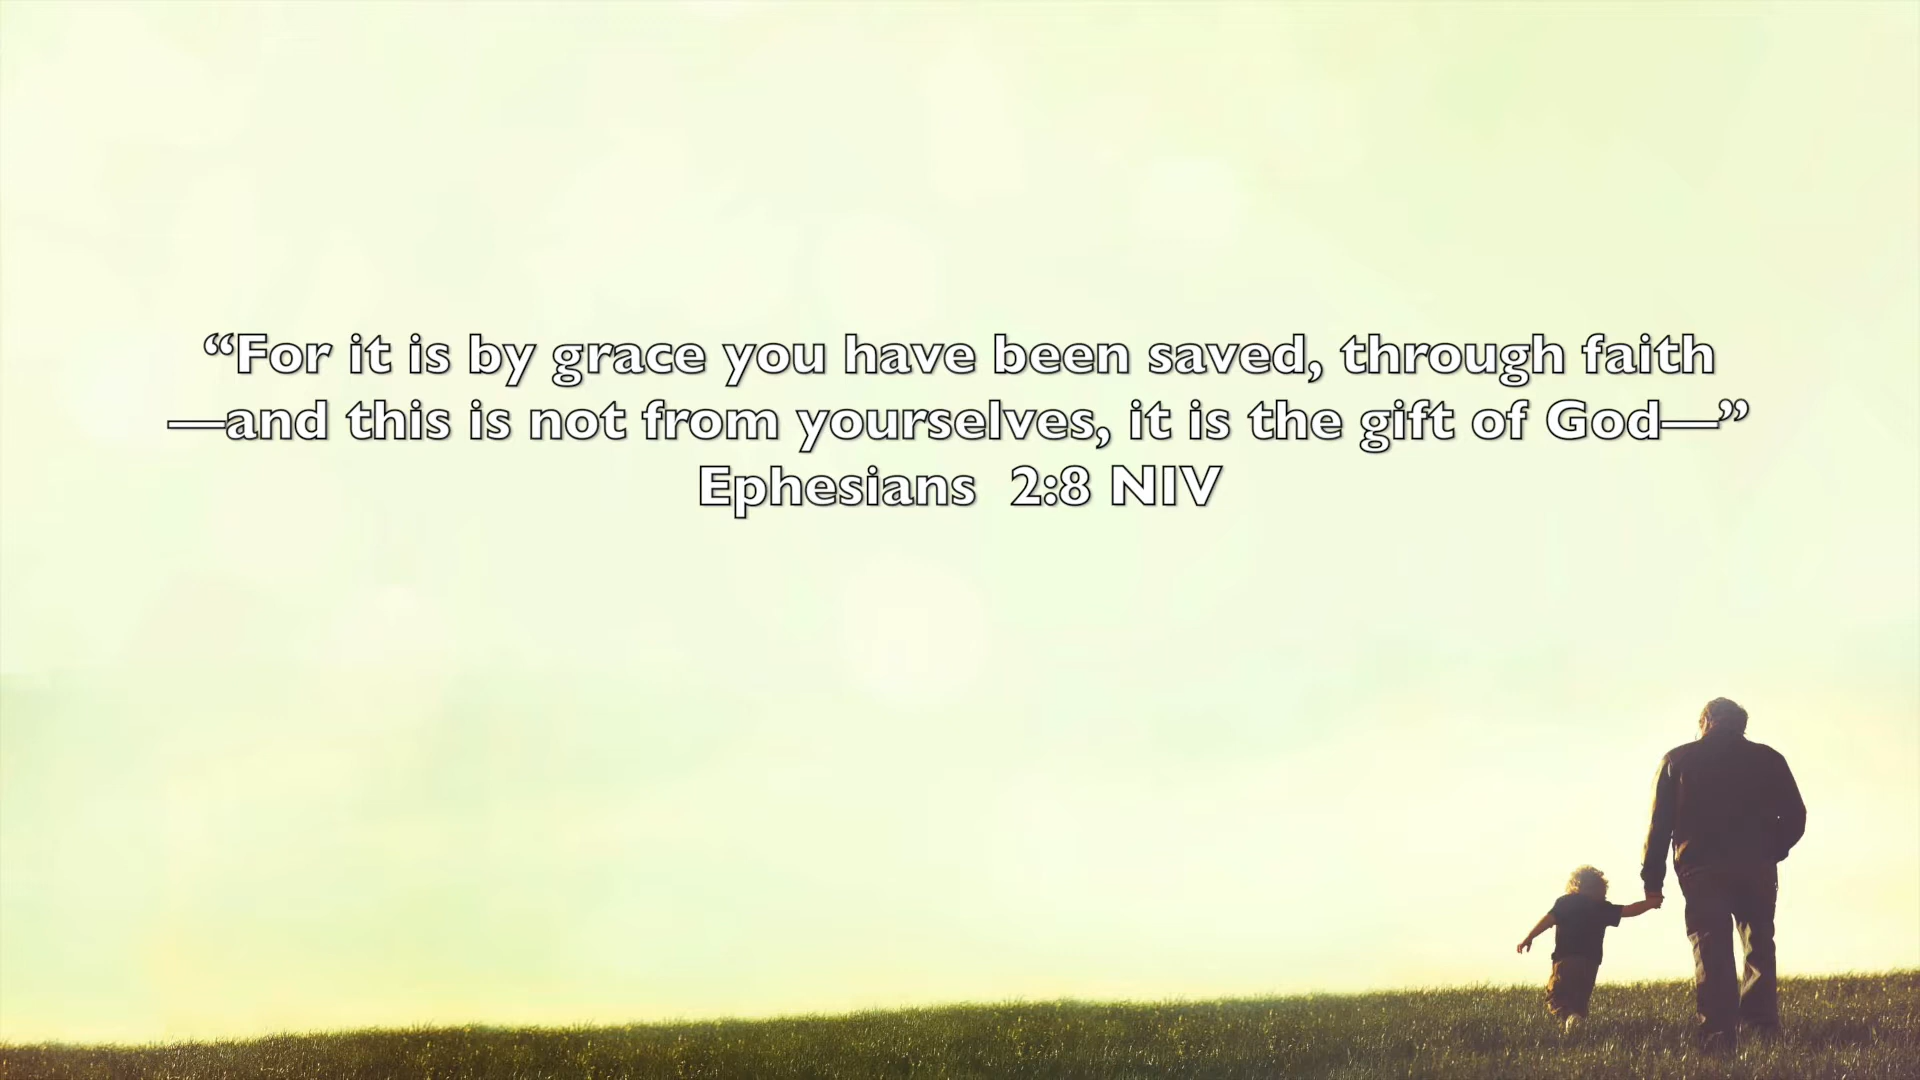 “For it is by grace you have been saved, through faith
—and this is not from yourselves, it is the gift of God—”
Ephesians  2:8 NIV